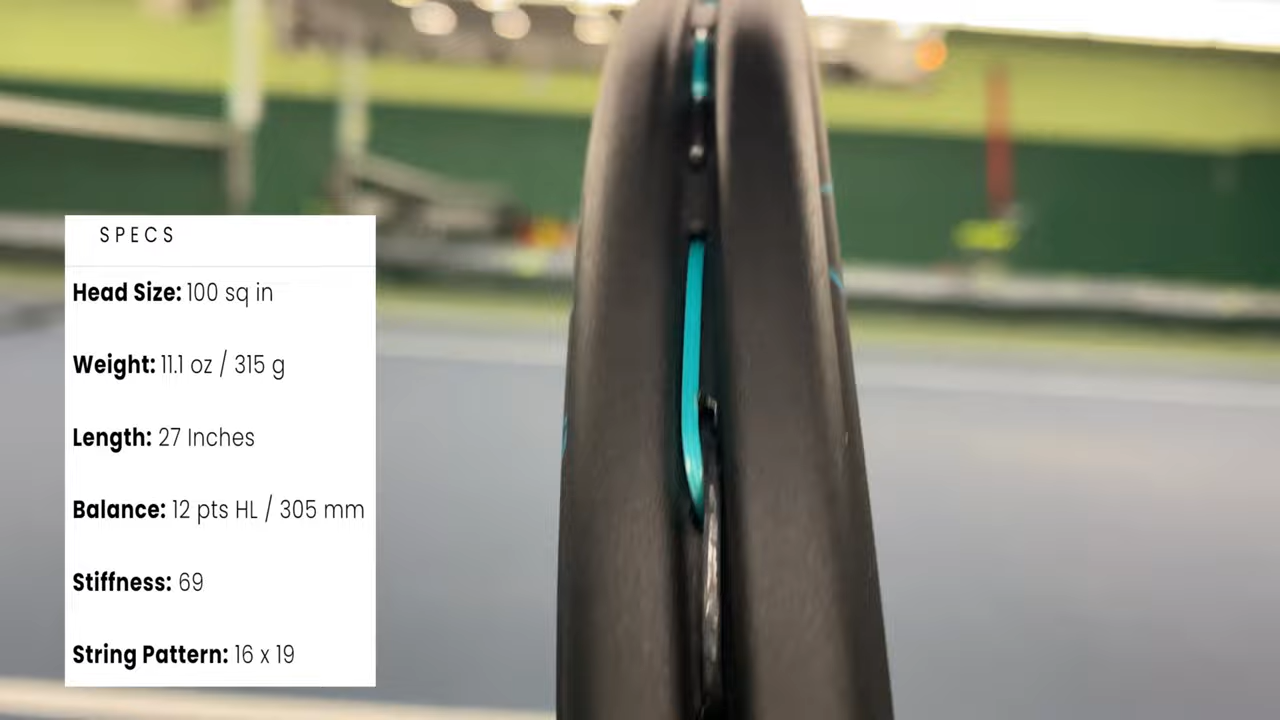 SPECS
Head Size: 100 sq in
Weight: 11.1 oz / 315 g
Length: 27 Inches
Balance: 12 pts HL / 305 mm
Stiffness: 69
String Pattern: 16 x 19